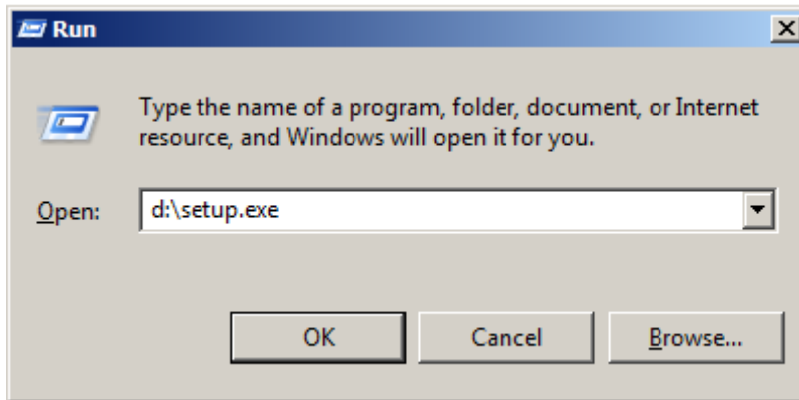 Run
Type the name of a program, folder, document, or Internet
resource, and Windows will open it for you.
Open: d:\setup.exe
OK Cancel Browse...